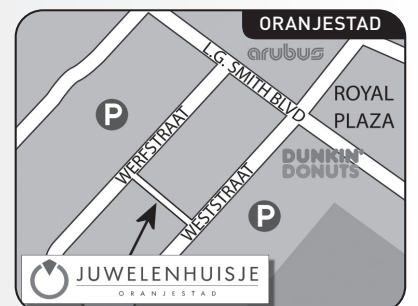 ORANJESTAD
arubus
L.G. SMITH BLVD
ROYAL
PLAZA
P
WERFSTRAAT
DUNKIN'
DONUTS
WESTSTRAAT
P
JUWELENHUISJE
ORANJESTAD